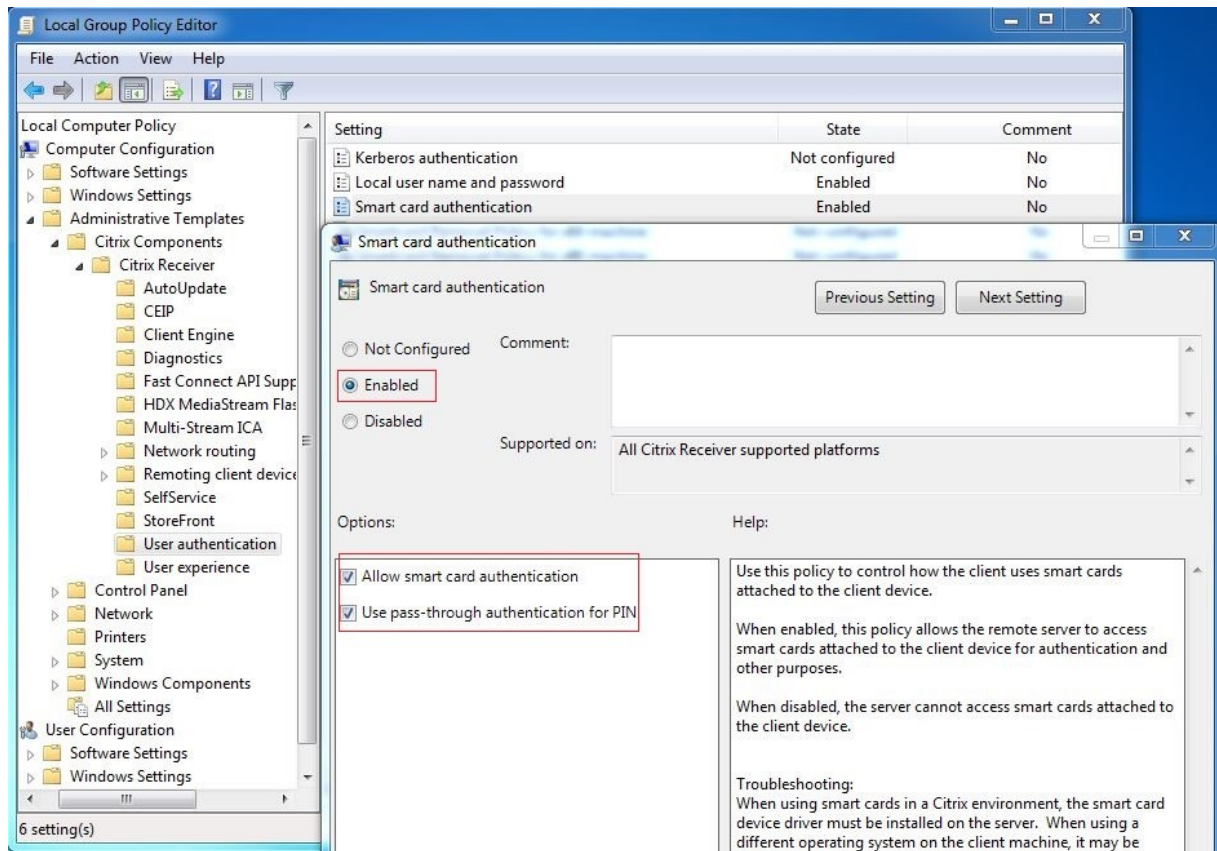 Local Group Policy Editor
File Action View Help
Local Computer Policy
Computer Configuration
Software Settings
Windows Settings
Administrative Templates
Citrix Components
Citrix Receiver
AutoUpdate
CEIP
Client Engine
Diagnostics
Fast Connect API Supp
HDX MediaStream Flas
Multi-Stream ICA
Network routing
Remoting client device
SelfService
StoreFront
User authentication
User experience
Control Panel
Network
Printers
System
Windows Components
All Settings
User Configuration
Software Settings
Windows Settings
6 setting(s)
Setting State Comment
Kerberos authentication Not configured No
Local user name and password Enabled No
Smart card authentication Enabled No
Smart card authentication
Smart card authentication
Previous Setting Next Setting
Not Configured
Enabled
Disabled
Comment:
Supported on: All Citrix Receiver supported platforms
Options:
Allow smart card authentication
Use pass-through authentication for PIN
Help:
Use this policy to control how the client uses smart cards
attached to the client device.
When enabled, this policy allows the remote server to access
smart cards attached to the client device for authentication and
other purposes.
When disabled, the server cannot access smart cards attached to
the client device.
Troubleshooting:
When using smart cards in a Citrix environment, the smart card
device driver must be installed on the server. When using a
different operating system on the client machine, it may be